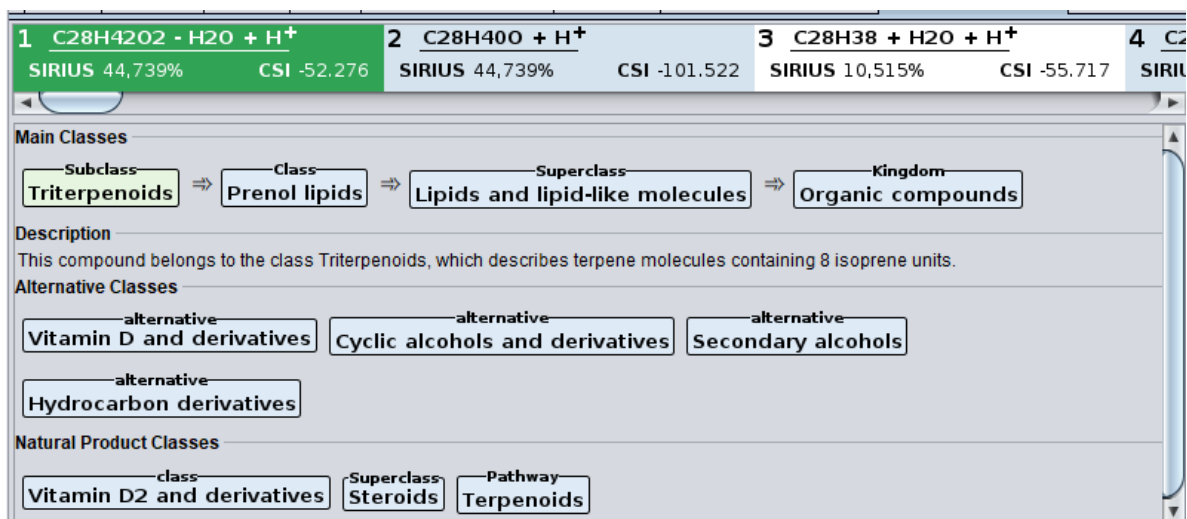 1 C28H42O2 - H2O + H+ 2 C28H40O + H+ 3 C28H38 + H2O + H+ 4
SIRIUS 44,739% CSI -52.276 SIRIUS 44,739% CSI -101.522 SIRIUS 10,515% CSI -55.717
Main Classes
Subclass Class Superclass Kingdom
Triterpenoids ⇒ Prenol lipids ⇒ Lipids and lipid-like molecules ⇒ Organic compounds
Description
This compound belongs to the class Triterpenoids, which describes terpene molecules containing 8 isoprene units.
Alternative Classes
alternative alternative alternative
Vitamin D and derivatives Cyclic alcohols and derivatives Secondary alcohols
alternative
Hydrocarbon derivatives
Natural Product Classes
class Superclass Pathway
Vitamin D2 and derivatives Steroids Terpenoids